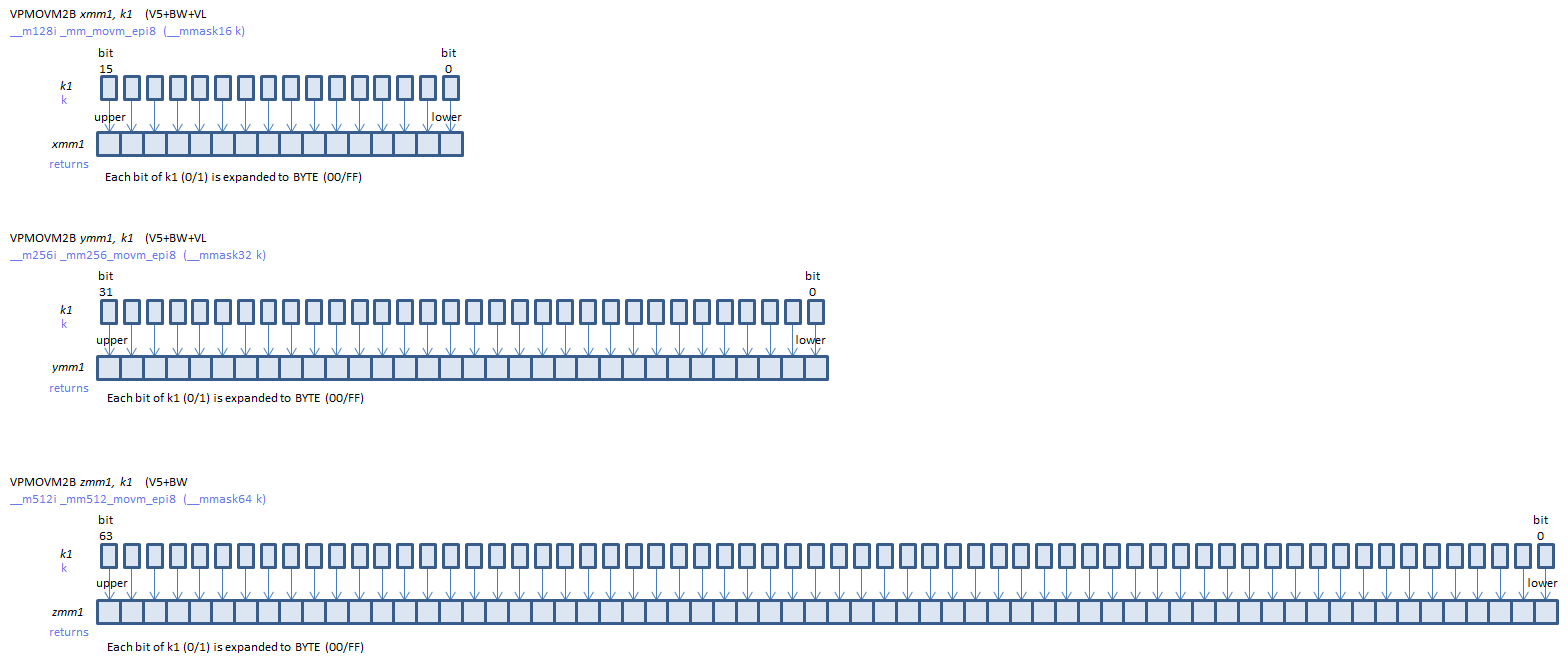 VPMOVM2B xmm1, k1 (V5+BW+VL
__m128i _mm_movm_epi8 (__mmask16 k)
bit bit
15 0
k1
k
upper lower
xmm1
returns
Each bit of k1 (0/1) is expanded to BYTE (00/FF)
VPMOVM2B ymm1, k1 (V5+BW+VL
__m256i _mm256_movm_epi8 (__mmask32 k)
bit bit
31 0
k1
k
upper lower
ymm1
returns
Each bit of k1 (0/1) is expanded to BYTE (00/FF)
VPMOVM2B zmm1, k1 (V5+BW
__m512i _mm512_movm_epi8 (__mmask64 k)
bit bit
63 0
k1
k
upper lower
zmm1
returns
Each bit of k1 (0/1) is expanded to BYTE (00/FF)